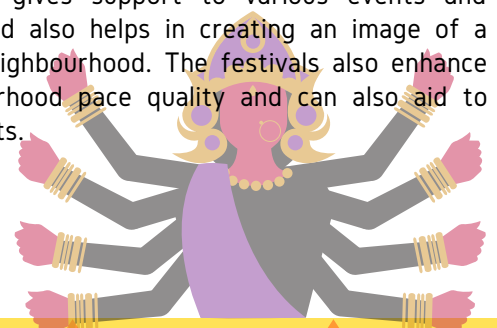 gives support to various events and
d also helps in creating an image of a
eighbourhood. The festivals also enhance
rhood pace quality and can also aid to
ts.